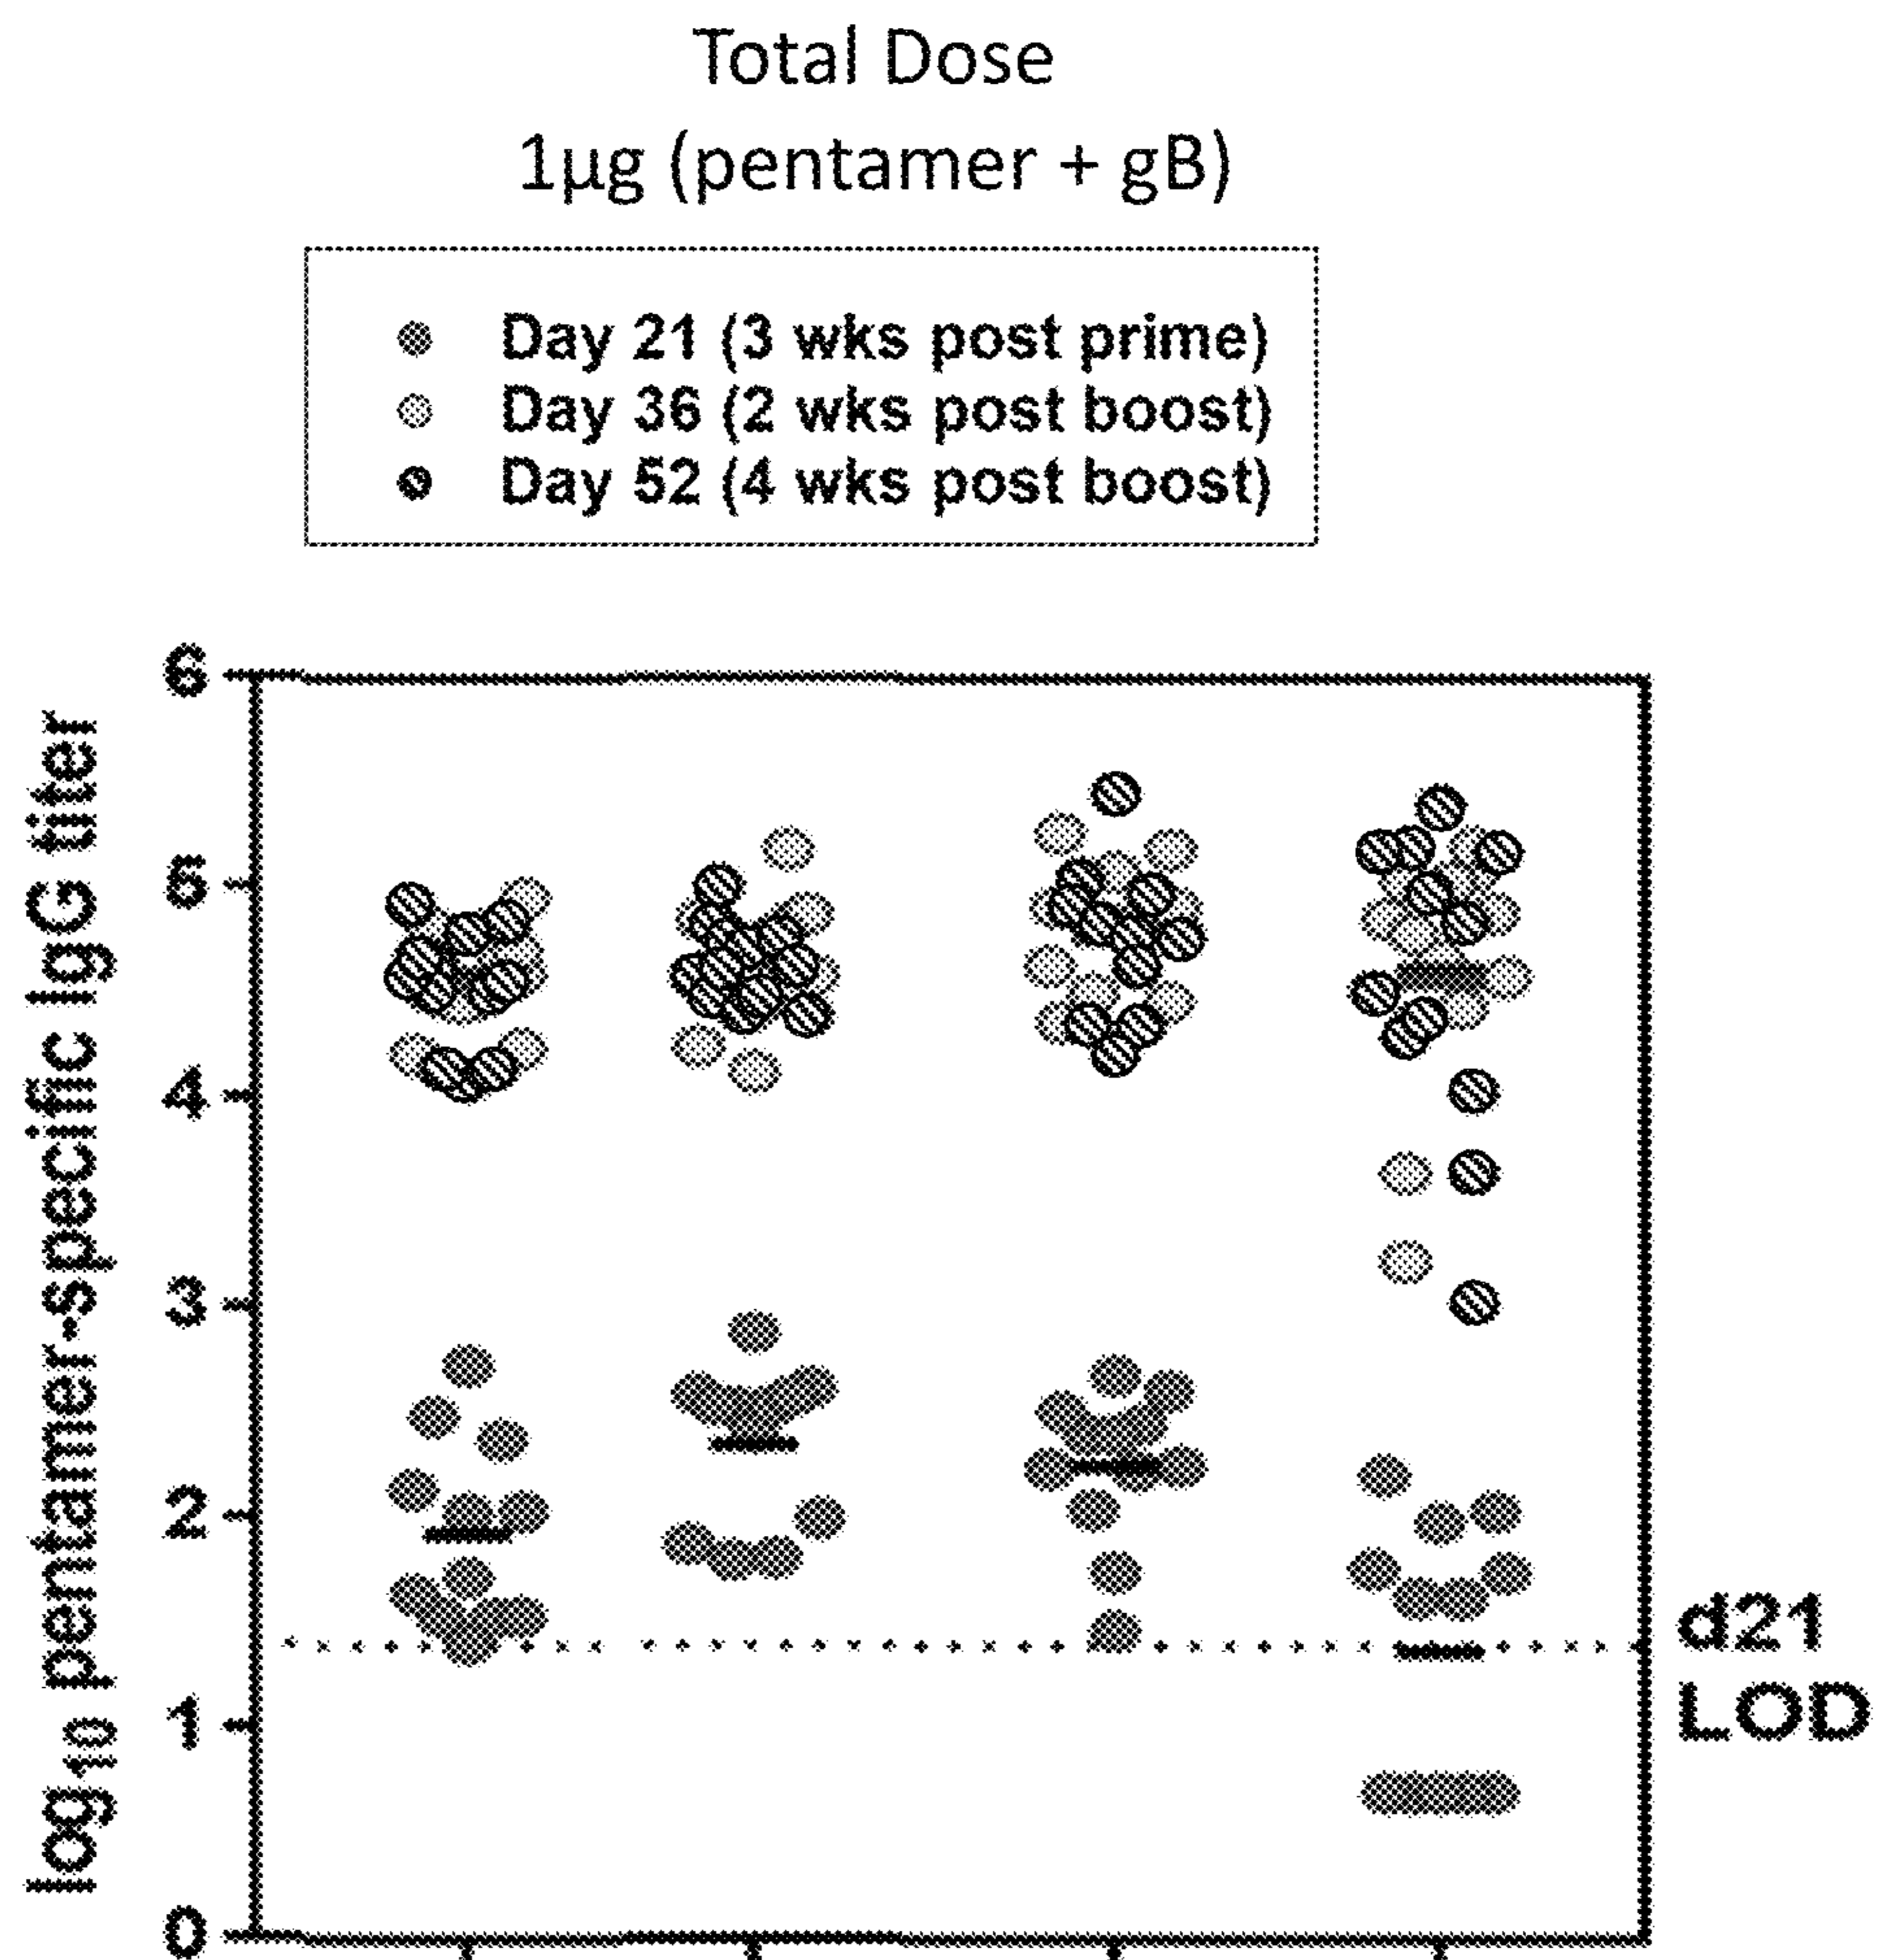 Total Dose
1µg (pentamer + gB)
Day 21 (3 wks post prime)
Day 36 (2 wks post boost)
Day 52 (4 wks post boost)
log10 pentamer-specific IgG titer
6
5
4
3
2
1
0
d21
LOD